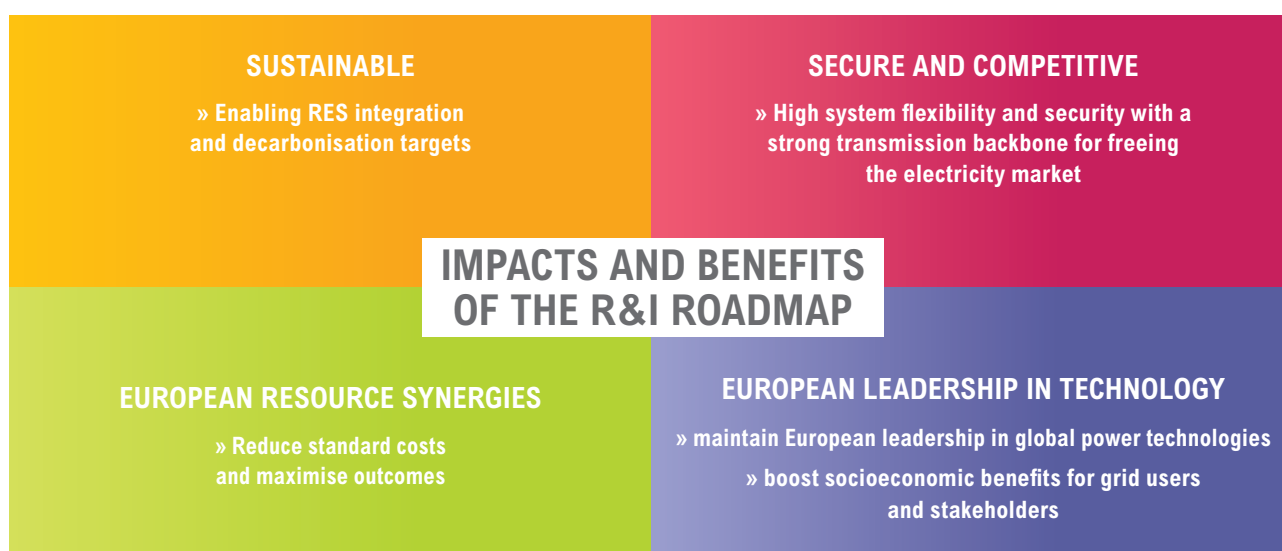 SUSTAINABLE
» Enabling RES integration
and decarbonisation targets
SECURE AND COMPETITIVE
» High system flexibility and security with a
strong transmission backbone for freeing
the electricity market
IMPACTS AND BENEFITS
OF THE R&I ROADMAP
EUROPEAN RESOURCE SYNERGIES
» Reduce standard costs
and maximise outcomes
EUROPEAN LEADERSHIP IN TECHNOLOGY
» maintain European leadership in global power technologies
» boost socioeconomic benefits for grid users
and stakeholders